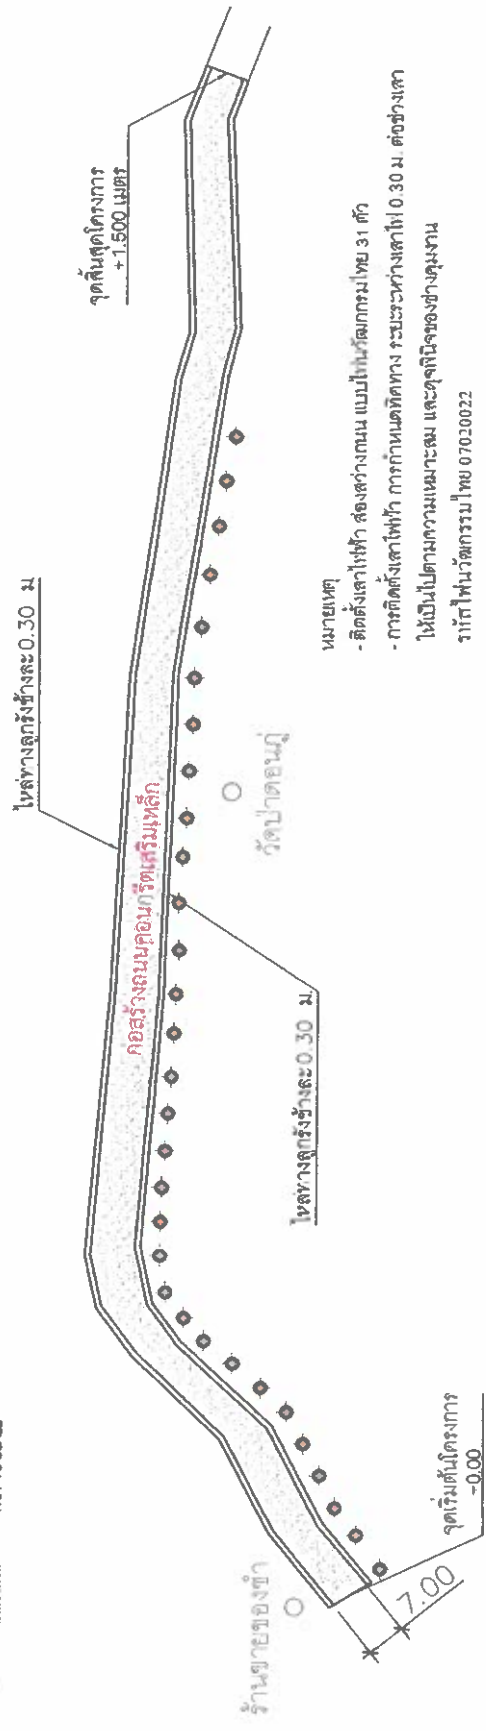 ร้านขายของชำ
จุดเริ่มต้นโครงการ
-0.00
7.00
ไหล่ทางลูกรังข้างละ 0.30 ม.
ก่อสร้างถนนคอนกรีตเสริมเหล็ก
ไหล่ทางลูกรังข้างละ 0.30 ม.
วัดป่าดอนภู่
จุดสิ้นสุดโครงการ
+1.500 เมตร
หมายเหตุ
- ติดตั้งเสาไฟฟ้า ส่องสว่างถนน แบบไฟนวัฒกรรมไทย 31 ตัว
- การติดตั้งเสาไฟฟ้า การกำหนดทิศทาง ระยะระหว่างเสาไฟ 0.30 ม. ต่อช่วงเสา
ให้เป็นไปตามความเหมาะสม และดุจพินิจของช่างคุมงาน
รหัสไฟนวัฒกรรมไทย 07020022